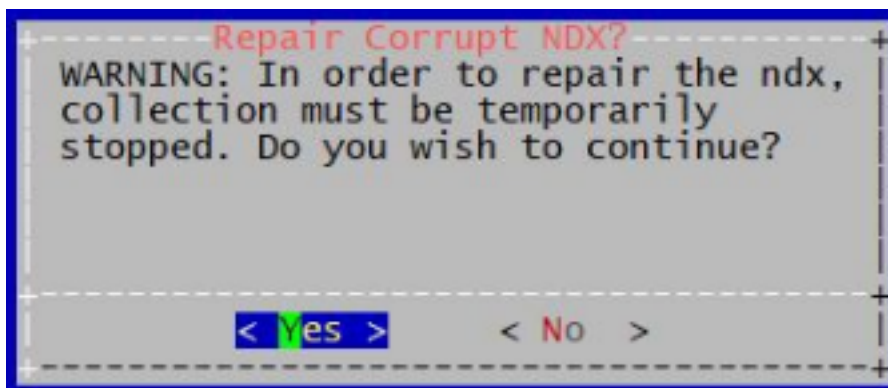 Repair Corrupt NDX?
WARNING: In order to repair the ndx,
collection must be temporarily
stopped. Do you wish to continue?
< Yes > < No >